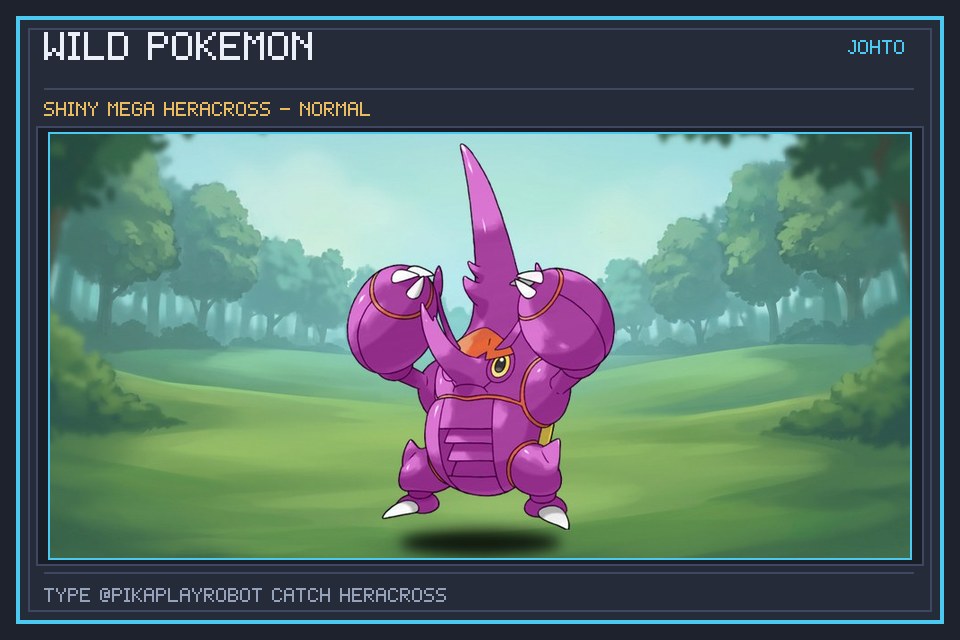 WILD POKEMON
JOHTO
SHINY MEGA HERACROSS - NORMAL
TYPE @PIKAPLAYROBOT CATCH HERACROSS